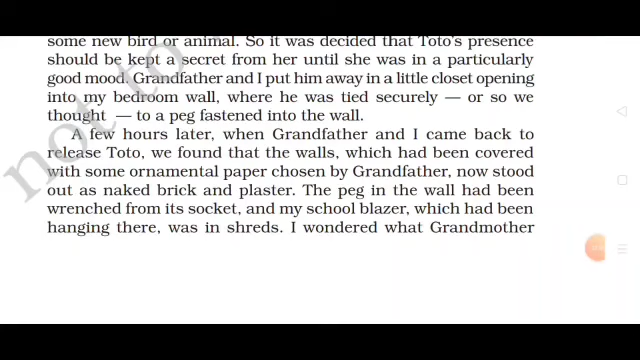 some new bird or animal. So it was decided that Toto's presence
should be kept a secret from her until she was in a particularly
good mood. Grandfather and I put him away in a little closet opening
into my bedroom wall, where he was tied securely — or so we
thought — to a peg fastened into the wall.
A few hours later, when Grandfather and I came back to
release Toto, we found that the walls, which had been covered
with some ornamental paper chosen by Grandfather, now stood
out as naked brick and plaster. The peg in the wall had been
wrenched from its socket, and my school blazer, which had been
hanging there, was in shreds. I wondered what Grandmother
not to